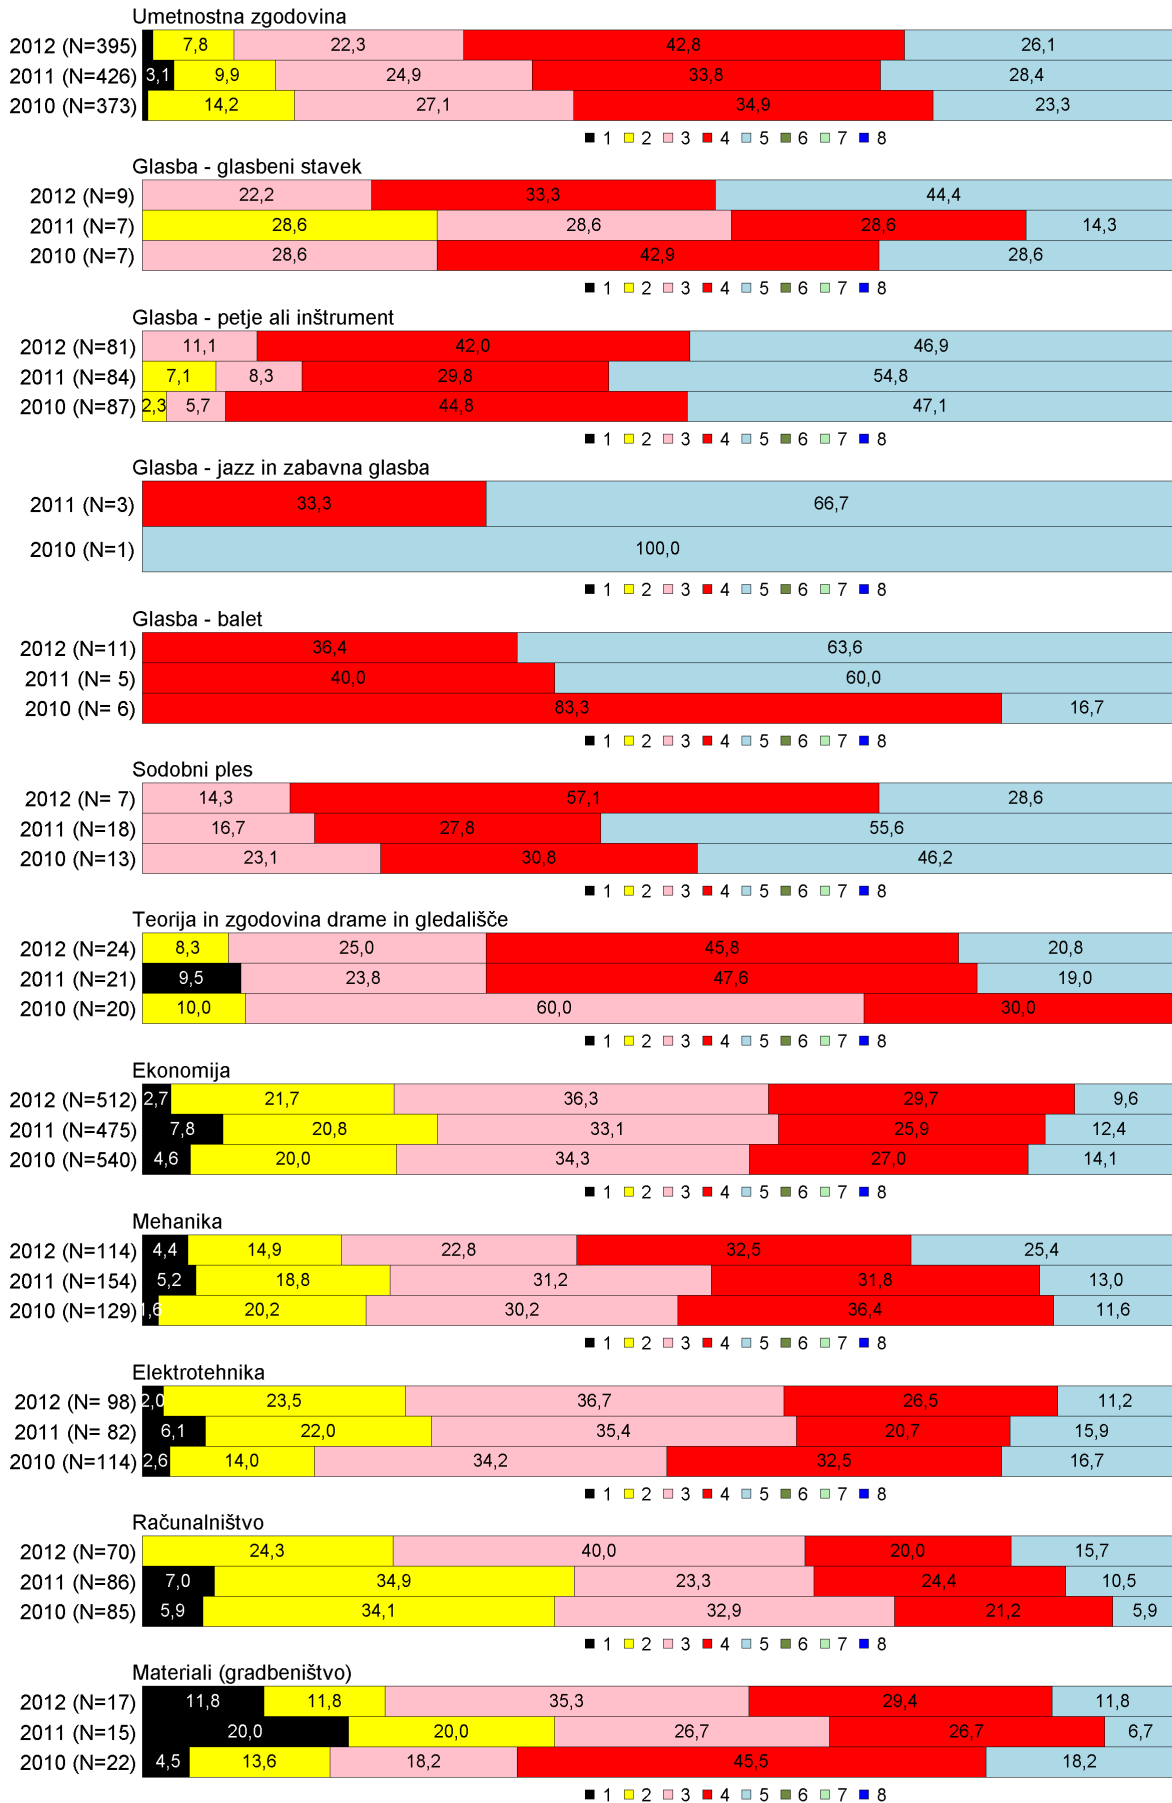 Umetnostna zgodovina
2012 (N=395) 7,8 22,3 42,8 26,1
2011 (N=426) 3,1 9,9 24,9 33,8 28,4
2010 (N=373) 14,2 27,1 34,9 23,3
1 2 3 4 5 6 7 8
Glasba - glasbeni stavek
2012 (N=9) 22,2 33,3 44,4
2011 (N=7) 28,6 28,6 28,6 14,3
2010 (N=7) 28,6 42,9 28,6
1 2 3 4 5 6 7 8
Glasba - petje ali inštrument
2012 (N=81) 11,1 42,0 46,9
2011 (N=84) 7,1 8,3 29,8 54,8
2010 (N=87) 2,3 5,7 44,8 47,1
1 2 3 4 5 6 7 8
Glasba - jazz in zabavna glasba
2011 (N=3) 33,3 66,7
2010 (N=1) 100,0
1 2 3 4 5 6 7 8
Glasba - balet
2012 (N=11) 36,4 63,6
2011 (N= 5) 40,0 60,0
2010 (N= 6) 83,3 16,7
1 2 3 4 5 6 7 8
Sodobni ples
2012 (N= 7) 14,3 57,1 28,6
2011 (N=18) 16,7 27,8 55,6
2010 (N=13) 23,1 30,8 46,2
1 2 3 4 5 6 7 8
Teorija in zgodovina drame in gledališče
2012 (N=24) 8,3 25,0 45,8 20,8
2011 (N=21) 9,5 23,8 47,6 19,0
2010 (N=20) 10,0 60,0 30,0
1 2 3 4 5 6 7 8
Ekonomija
2012 (N=512) 2,7 21,7 36,3 29,7 9,6
2011 (N=475) 7,8 20,8 33,1 25,9 12,4
2010 (N=540) 4,6 20,0 34,3 27,0 14,1
1 2 3 4 5 6 7 8
Mehanika
2012 (N=114) 4,4 14,9 22,8 32,5 25,4
2011 (N=154) 5,2 18,8 31,2 31,8 13,0
2010 (N=129) 1,6 20,2 30,2 36,4 11,6
1 2 3 4 5 6 7 8
Elektrotehnika
2012 (N= 98) 2,0 23,5 36,7 26,5 11,2
2011 (N= 82) 6,1 22,0 35,4 20,7 15,9
2010 (N=114) 2,6 14,0 34,2 32,5 16,7
1 2 3 4 5 6 7 8
Računalništvo
2012 (N=70) 24,3 40,0 20,0 15,7
2011 (N=86) 7,0 34,9 23,3 24,4 10,5
2010 (N=85) 5,9 34,1 32,9 21,2 5,9
1 2 3 4 5 6 7 8
Materiali (gradbeništvo)
2012 (N=17) 11,8 11,8 35,3 29,4 11,8
2011 (N=15) 20,0 20,0 26,7 26,7 6,7
2010 (N=22) 4,5 13,6 18,2 45,5 18,2
1 2 3 4 5 6 7 8